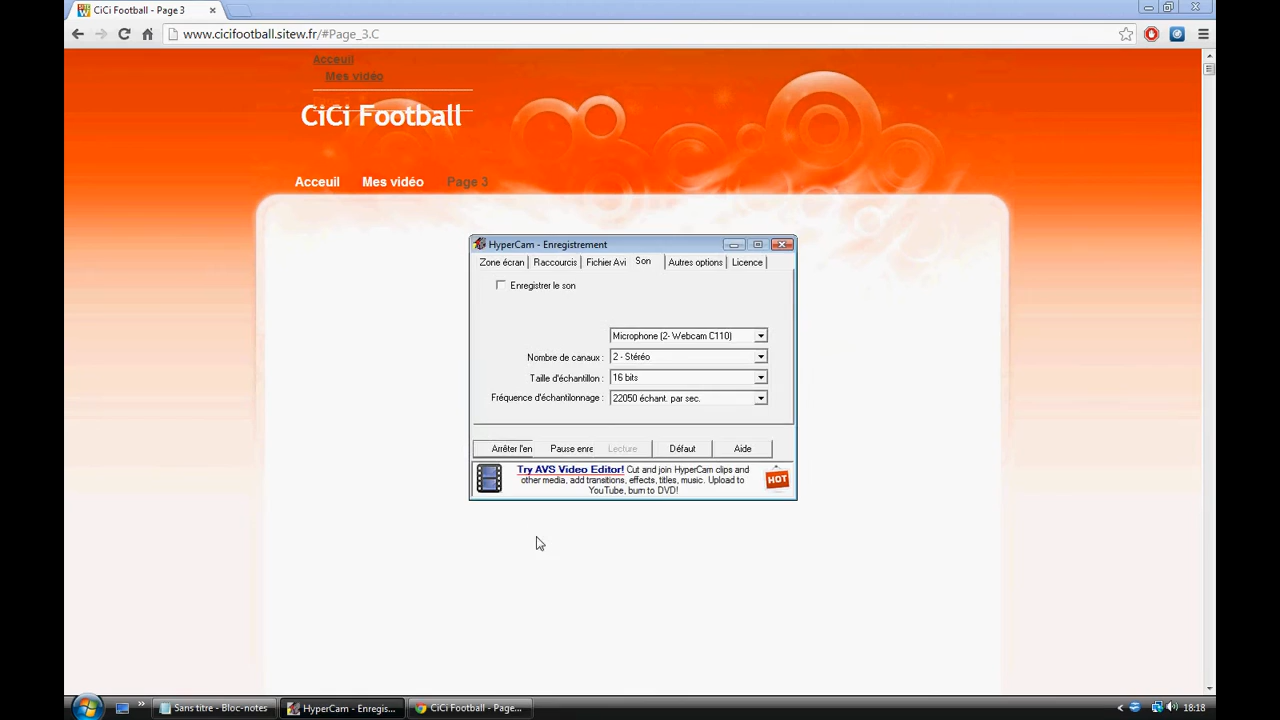 CiCi Football - Page 3
www.cicifootball.sitew.fr/#Page_3.C
Acceuil
Mes vidéo
CiCi Football
Acceuil Mes vidéo Page 3
HyperCam - Enregistrement
Zone écran Raccourcis Fichier Avi Son Autres options Licence
Enregistrer le son
Microphone (2- Webcam C110)
Nombre de canaux : 2 - Stéréo
Taille d'échantillon : 16 bits
Fréquence d'échantilonnage : 22050 échant. par sec.
Arrêter l'en Pause enre Lecture Défaut Aide
Try AVS Video Editor! Cut and join HyperCam clips and
other media, add transitions, effects, titles, music. Upload to
YouTube, burn to DVD!
HOT
Sans titre - Bloc-notes HyperCam - Enregis... CiCi Football - Page... 18:18